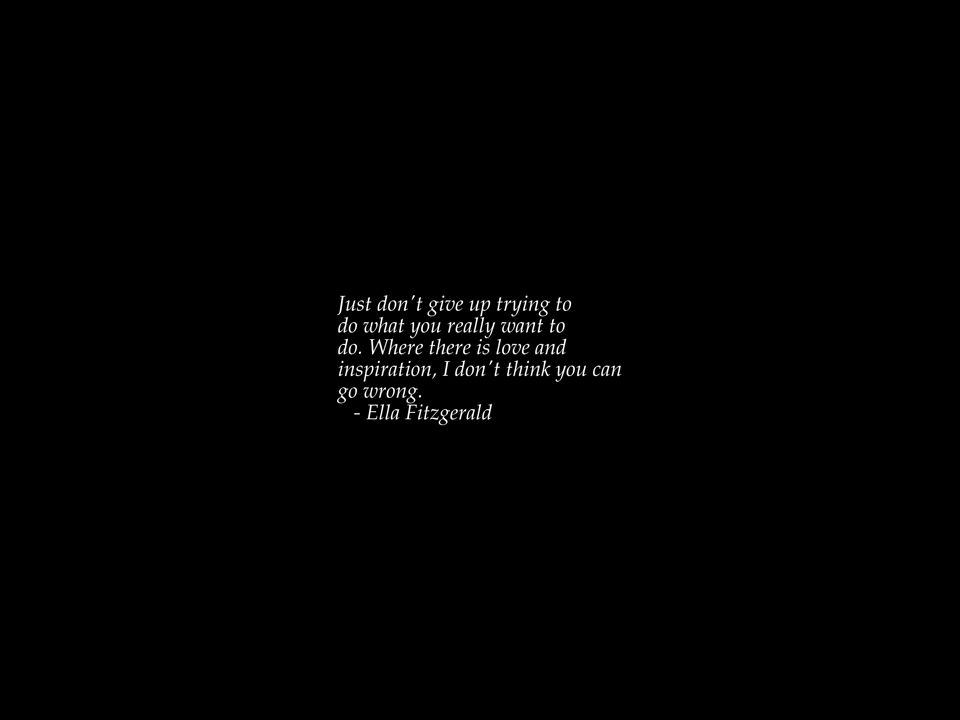 Just don't give up trying to
do what you really want to
do. Where there is love and
inspiration, I don't think you can
go wrong.
- Ella Fitzgerald